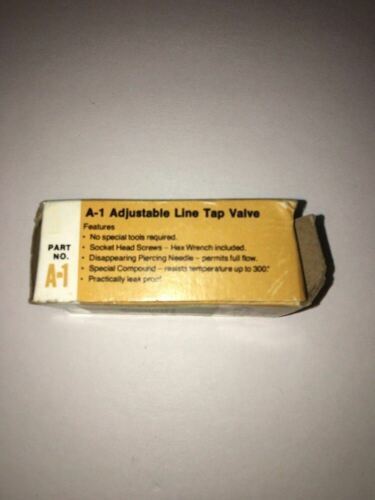 A-1 Adjustable Line Tap Valve
Features
• No special tools required.
• Socket Head Screws – Hex Wrench included.
• Disappearing Piercing Needle – permits full flow.
• Special Compound – resists temperature up to 300°
• Practically leak proof.
PART
NO.
A-1